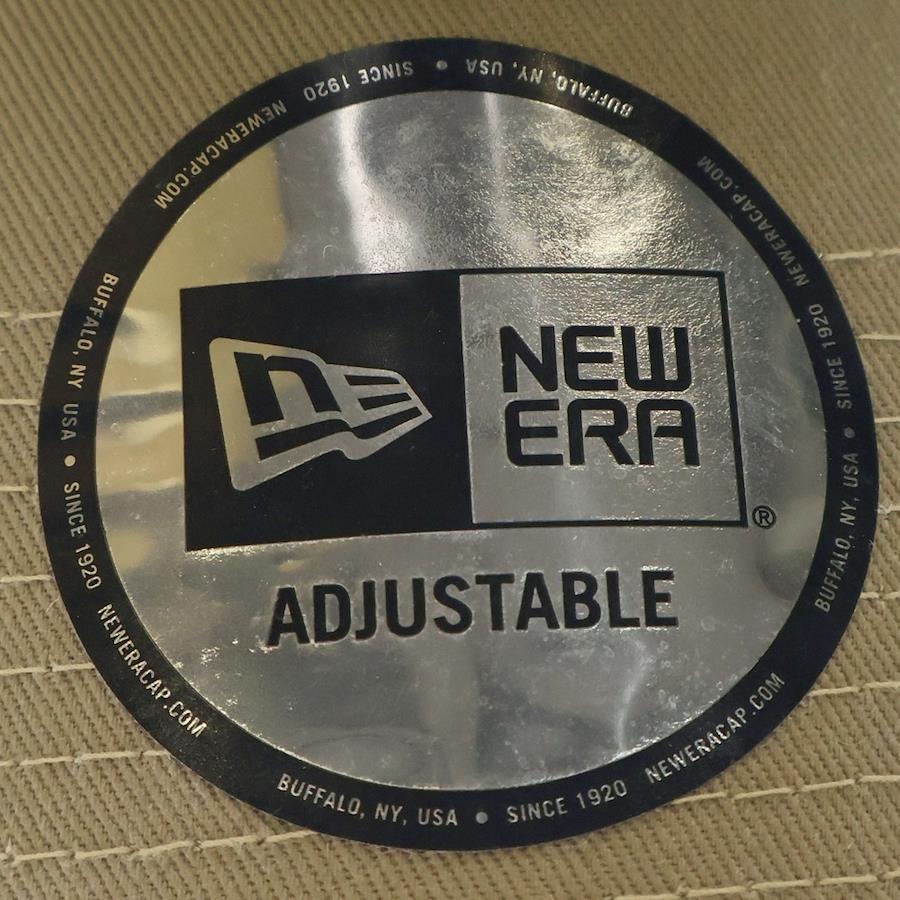 NEW
ERA
®
ADJUSTABLE
BUFFALO, NY, USA • SINCE 1920 NEWERACAP.COM
BUFFALO, NY, USA • SINCE 1920 NEWERACAP.COM
BUFFALO, NY, USA • SINCE 1920 NEWERACAP.COM
BUFFALO, NY USA • SINCE 1920 NEWERACAP.COM